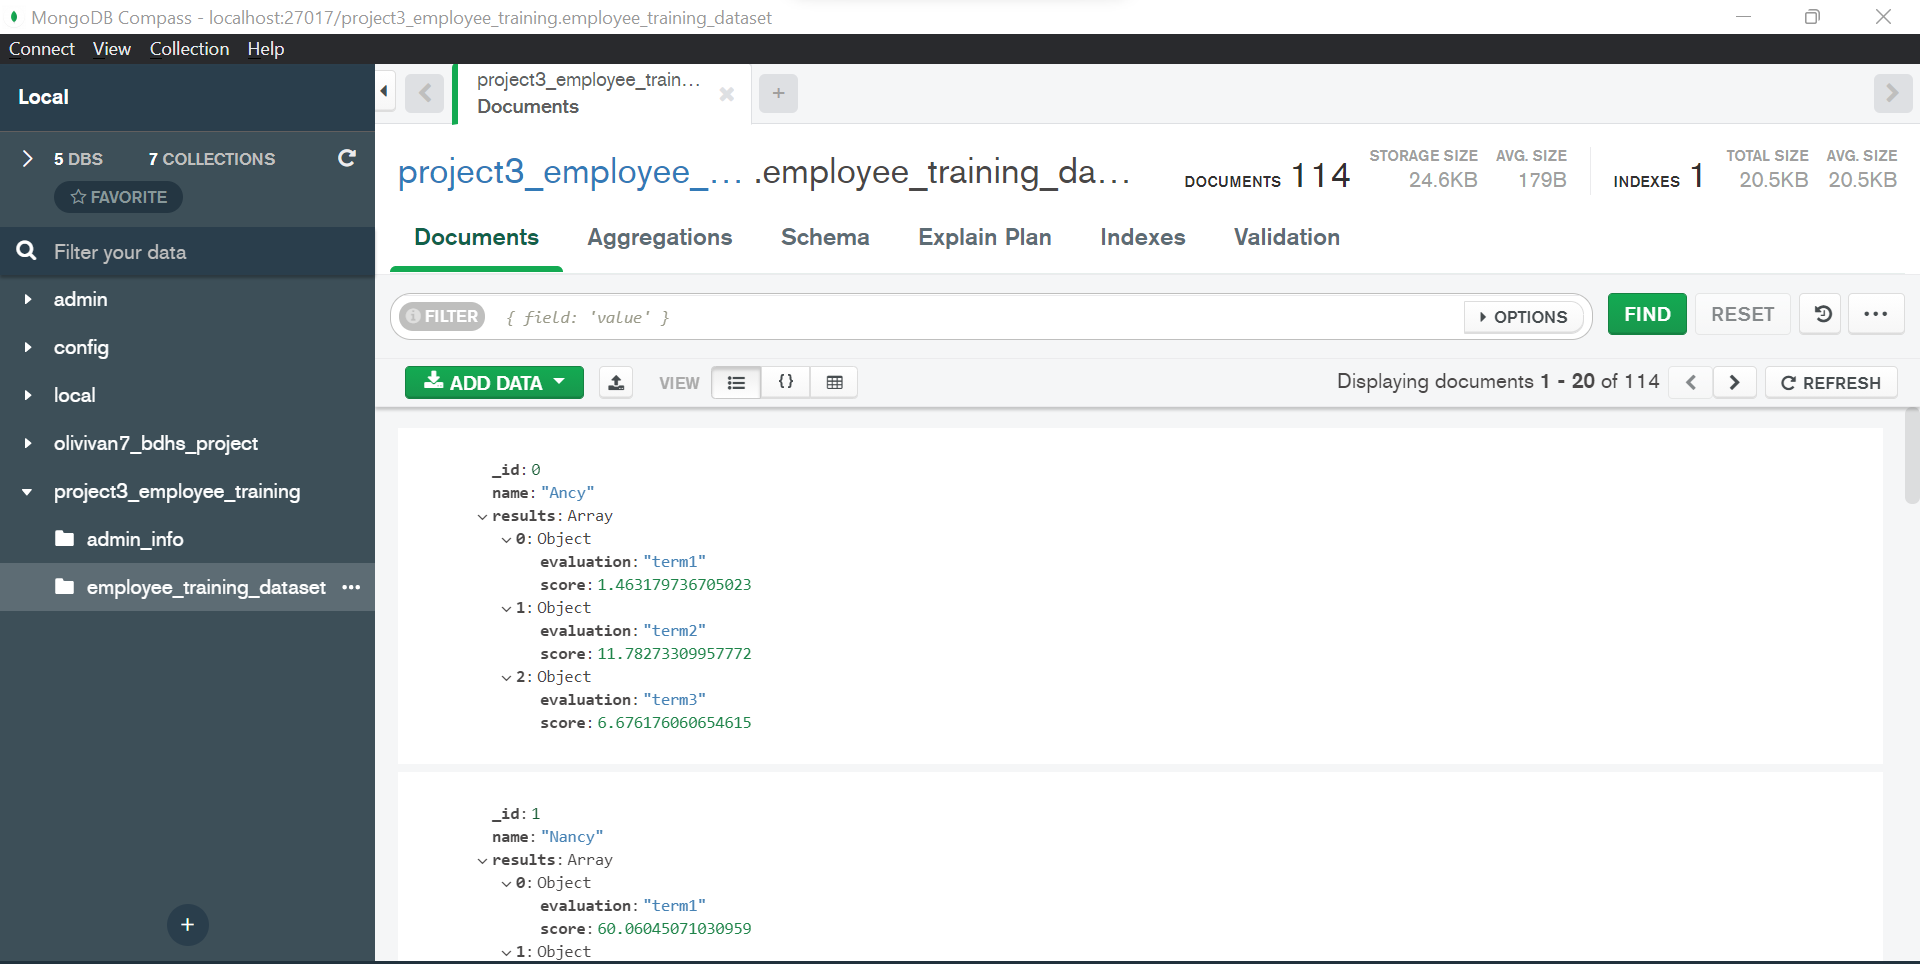 MongoDB Compass - localhost:27017/project3_employee_training.employee_training_dataset
Connect View Collection Help
Local
5 DBS 7 COLLECTIONS
FAVORITE
Filter your data
admin
config
local
olivivan7_bdhs_project
project3_employee_training
admin_info
employee_training_dataset ...
+
project3_employee_train...
Documents
+
project3_employee_... .employee_training_da...
DOCUMENTS 114
STORAGE SIZE AVG. SIZE
24.6KB 179B
INDEXES 1
TOTAL SIZE AVG. SIZE
20.5KB 20.5KB
Documents Aggregations Schema Explain Plan Indexes Validation
FILTER { field: 'value' } OPTIONS FIND RESET ...
ADD DATA VIEW {} Displaying documents 1 - 20 of 114 REFRESH
_id: 0
name: "Ancy"
results: Array
0: Object
evaluation: "term1"
score: 1.463179736705023
1: Object
evaluation: "term2"
score: 11.78273309957772
2: Object
evaluation: "term3"
score: 6.676176060654615
_id: 1
name: "Nancy"
results: Array
0: Object
evaluation: "term1"
score: 60.06045071030959
1: Object